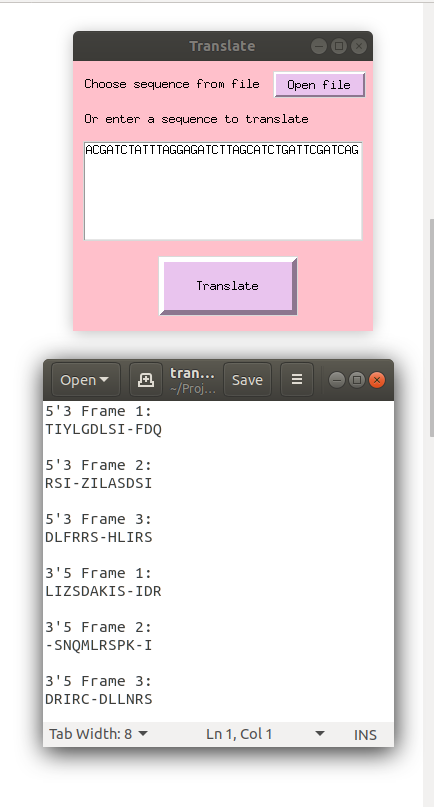 Translate
Choose sequence from file Open file
Or enter a sequence to translate
ACGATCTATTTAGGAGATCTTAGCATCTGATTCGATCAG
Translate
Open tran... Save
~/Proj...
5'3 Frame 1:
TIYLGDLSI-FDQ
5'3 Frame 2:
RSI-ZILASDSI
5'3 Frame 3:
DLFRRS-HLIRS
3'5 Frame 1:
LIZSDAKIS-IDR
3'5 Frame 2:
-SNQMLRSPK-I
3'5 Frame 3:
DRIRC-DLLNRS
Tab Width: 8 Ln 1, Col 1 INS